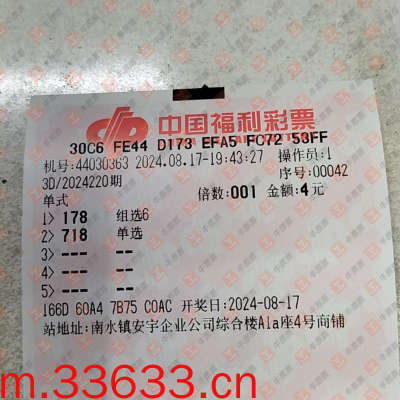 中国福利彩票
30C6 FE44 D173 EFA5 FC72 53FF
机号:44030363 2024.08.17-19:43:27 操作员:1
序号:00042
3D/2024220期
单式 倍数:001 金额:4元
1> 178 组选6
2> 718 单选
3> --- ---
4> --- ---
5> --- ---
166D 60A4 7B75 C0AC 开奖日:2024-08-17
站地址:南水镇安宇企业公司综合楼A1a座4号商铺
m.33633.cn